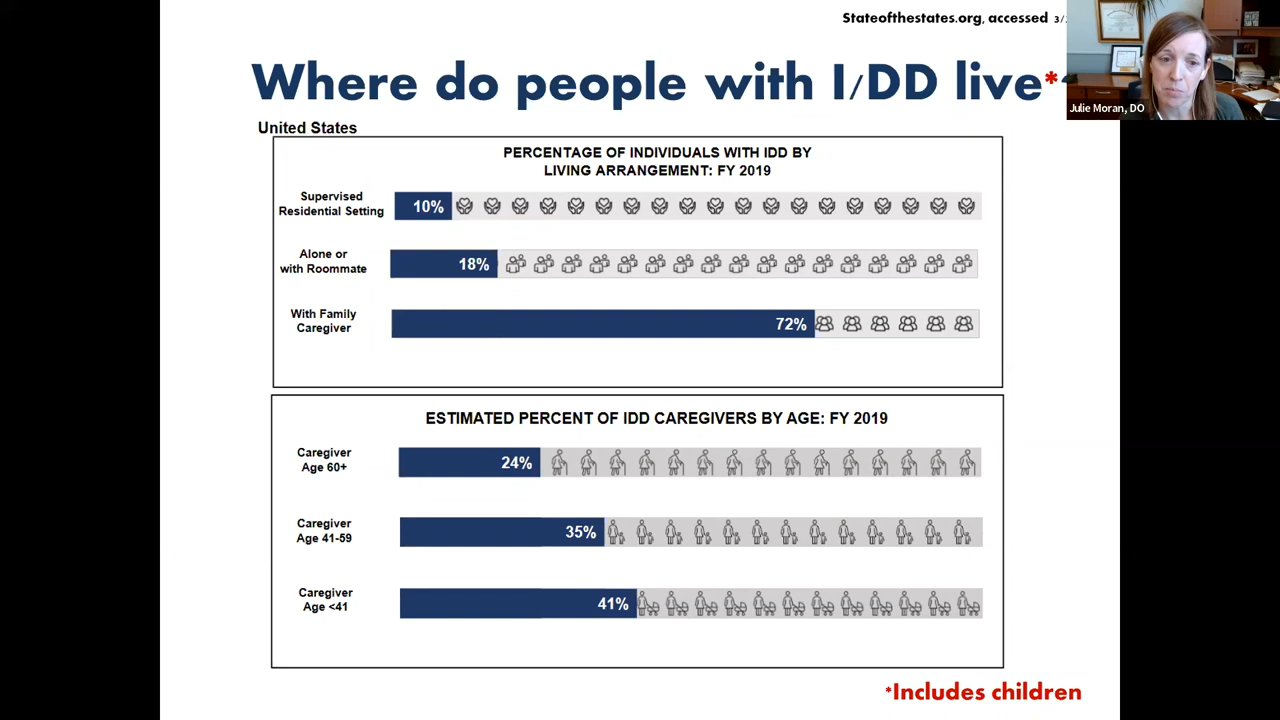 Stateofthestates.org, accessed 3/
Where do people with I/DD live*
Julie Moran, DO
United States
PERCENTAGE OF INDIVIDUALS WITH IDD BY
LIVING ARRANGEMENT: FY 2019
Supervised
Residential Setting
10%
Alone or
with Roommate
18%
With Family
Caregiver
72%
ESTIMATED PERCENT OF IDD CAREGIVERS BY AGE: FY 2019
Caregiver
Age 60+
24%
Caregiver
Age 41-59
35%
Caregiver
Age <41
41%
*Includes children